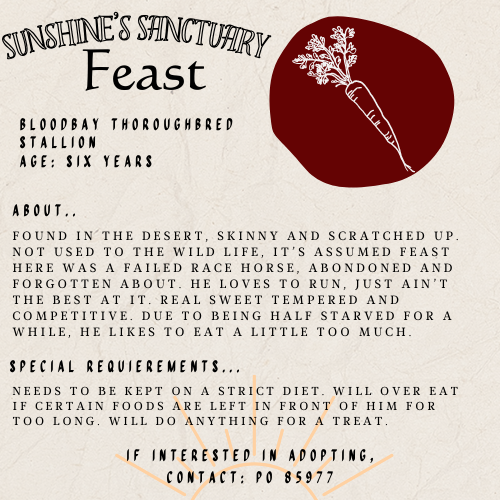 SUNSHINE'S SANCTUARY
Feast
BLOODBAY THOROUGHBRED
STALLION
AGE: SIX YEARS
ABOUT..
FOUND IN THE DESERT, SKINNY AND SCRATCHED UP.
NOT USED TO THE WILD LIFE, IT'S ASSUMED FEAST
HERE WAS A FAILED RACE HORSE, ABONDONED AND
FORGOTTEN ABOUT. HE LOVES TO RUN, JUST AIN'T
THE BEST AT IT. REAL SWEET TEMPERED AND
COMPETITIVE. DUE TO BEING HALF STARVED FOR A
WHILE, HE LIKES TO EAT A LITTLE TOO MUCH.
SPECIAL REQUIEREMENTS...
NEEDS TO BE KEPT ON A STRICT DIET. WILL OVER EAT
IF CERTAIN FOODS ARE LEFT IN FRONT OF HIM FOR
TOO LONG. WILL DO ANYTHING FOR A TREAT.
IF INTERESTED IN ADOPTING,
CONTACT: PO 85977